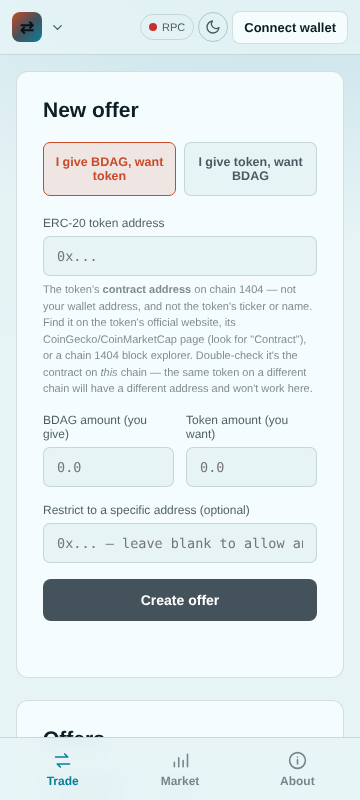 RPC
Connect wallet
New offer
I give BDAG, want
token
I give token, want
BDAG
ERC-20 token address
0x...
The token's contract address on chain 1404 — not
your wallet address, and not the token's ticker or name.
Find it on the token's official website, its
CoinGecko/CoinMarketCap page (look for "Contract"),
or a chain 1404 block explorer. Double-check it's the
contract on this chain — the same token on a different
chain will have a different address and won't work here.
BDAG amount (you
give)
Token amount (you
want)
0.0
0.0
Restrict to a specific address (optional)
0x... — leave blank to allow
Create offer
Offers
Trade
Market
About